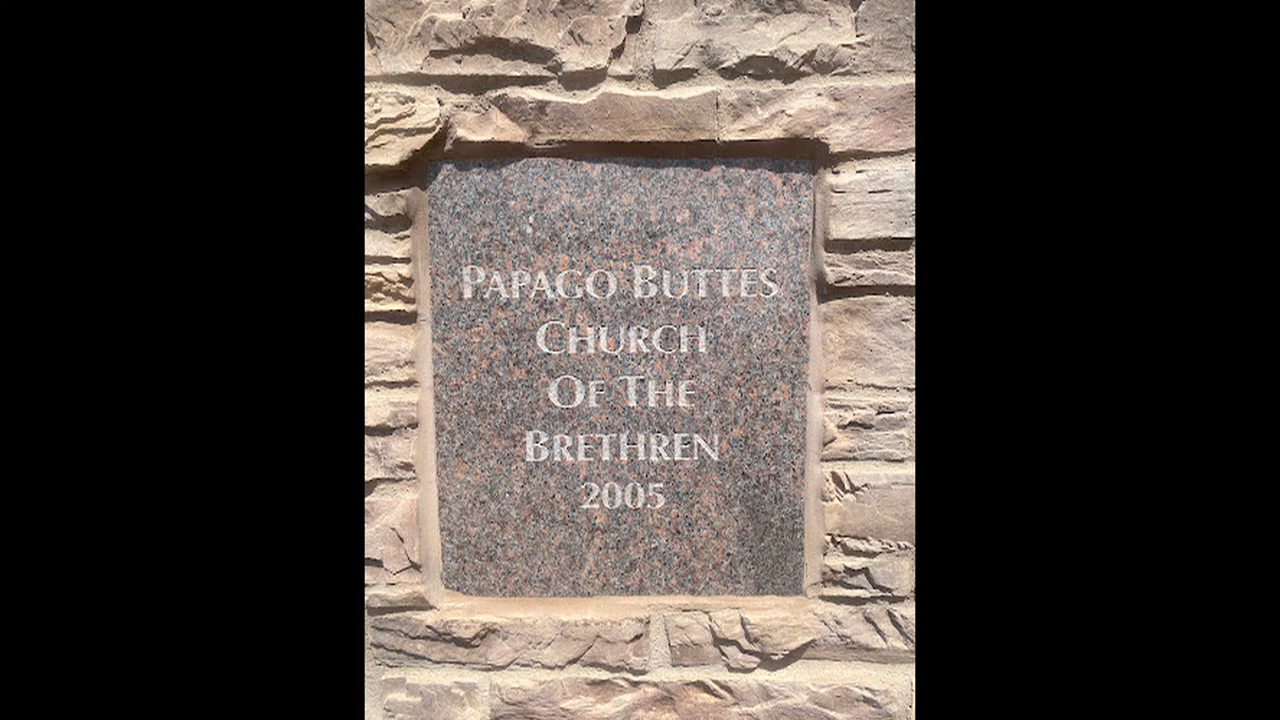 PAPAGO BUTTES
CHURCH
OF THE
BRETHREN
2005